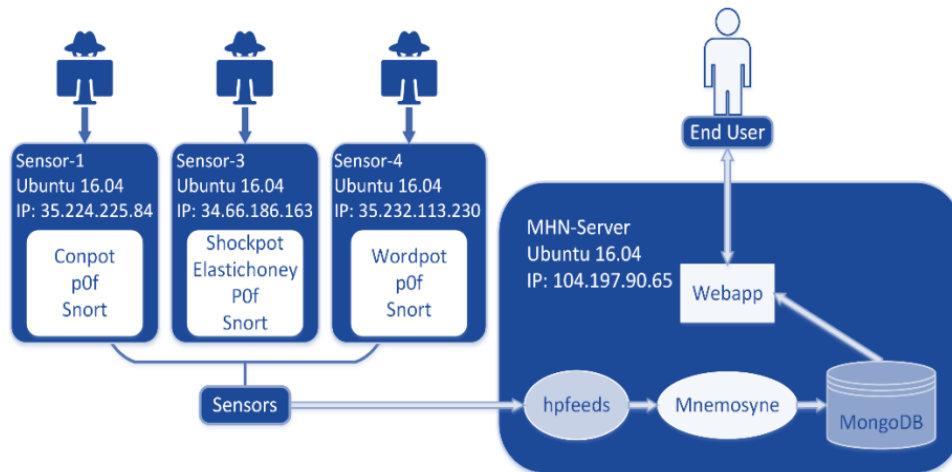 Sensor-1
Ubuntu 16.04
IP: 35.224.225.84
Conpot
p0f
Snort
Sensor-3
Ubuntu 16.04
IP: 34.66.186.163
Shockpot
Elastichoney
P0f
Snort
Sensor-4
Ubuntu 16.04
IP: 35.232.113.230
Wordpot
p0f
Snort
Sensors
End User
MHN-Server
Ubuntu 16.04
IP: 104.197.90.65
Webapp
hpfeeds
Mnemosyne
MongoDB